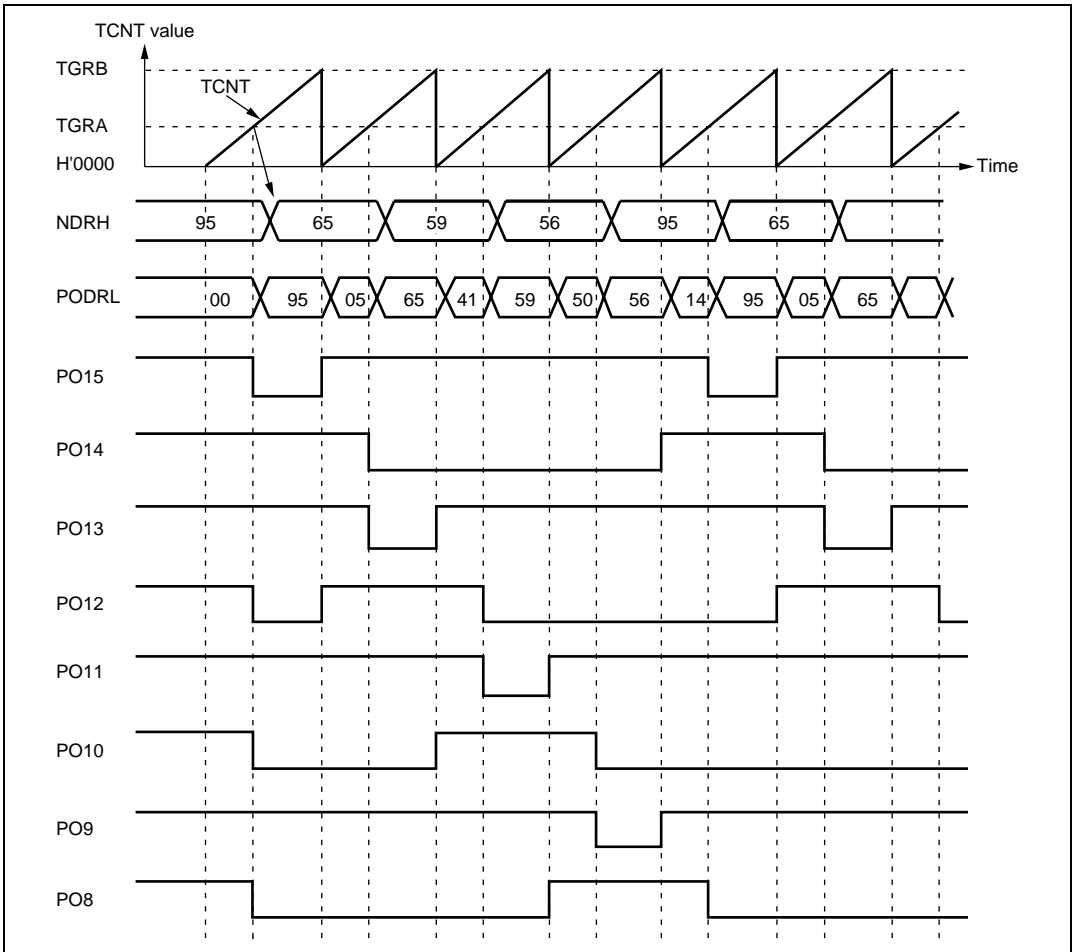 TCNT value
TGRB
TCNT
TGRA
H'0000
Time
NDRH 95 65 59 56 95 65
PODRL 00 95 05 65 41 59 50 56 14 95 05 65
PO15
PO14
PO13
PO12
PO11
PO10
PO9
PO8